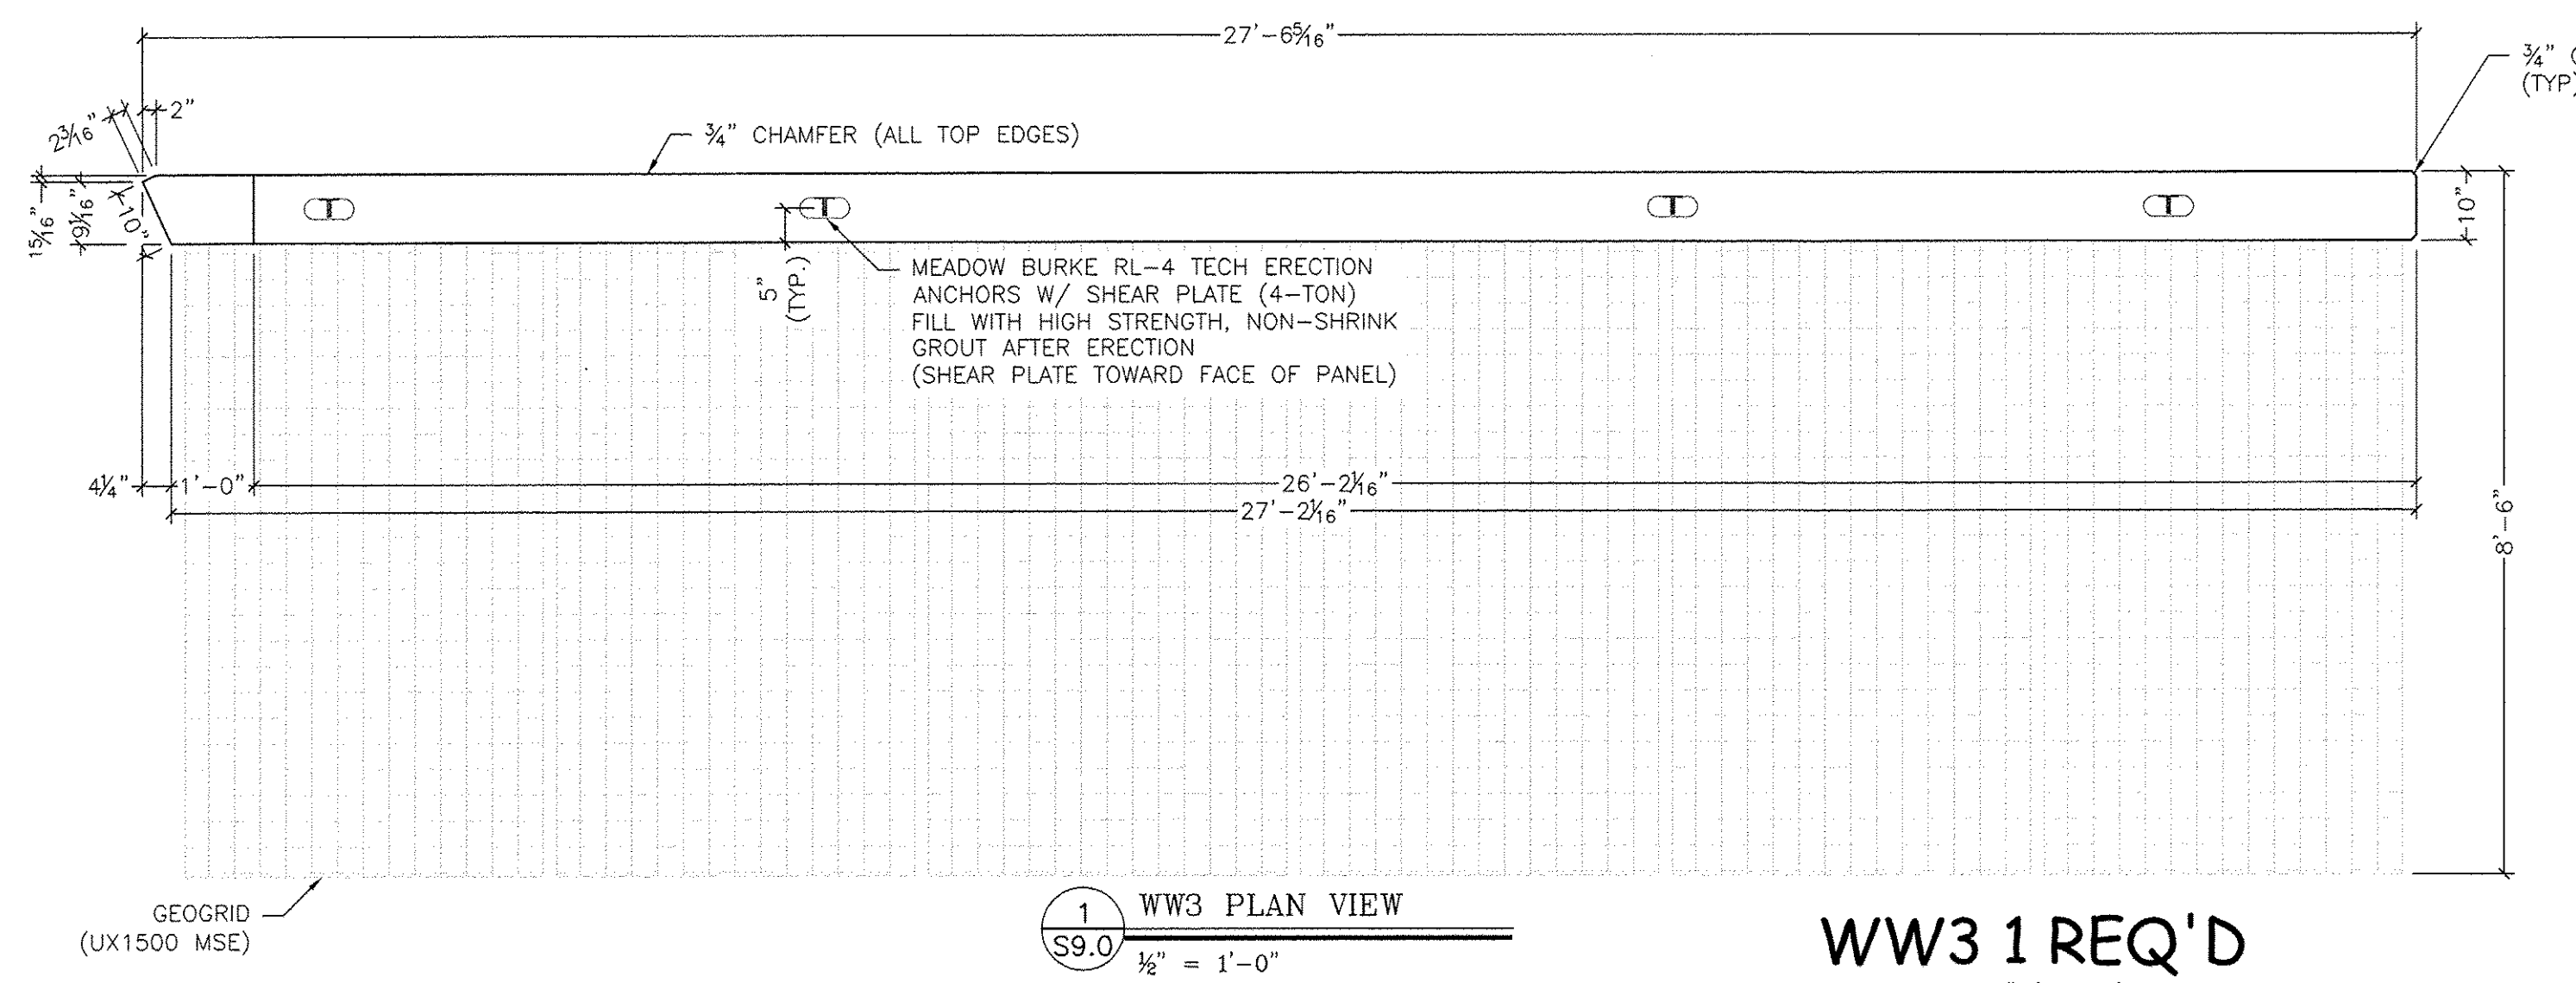 27'-6 5/16"
3/4"
(TYP)
2 3/16"
2"
3/4" CHAMFER (ALL TOP EDGES)
15/16"
9 1/16"
10"
10"
5"
(TYP.)
MEADOW BURKE RL-4 TECH ERECTION
ANCHORS W/ SHEAR PLATE (4-TON)
FILL WITH HIGH STRENGTH, NON-SHRINK
GROUT AFTER ERECTION
(SHEAR PLATE TOWARD FACE OF PANEL)
4 1/4"
1'-0"
26'-2 1/16"
27'-2 1/16"
8'-6"
GEOGRID
(UX1500 MSE)
1
S9.0
WW3 PLAN VIEW
1/2" = 1'-0"
WW3 1 REQ'D